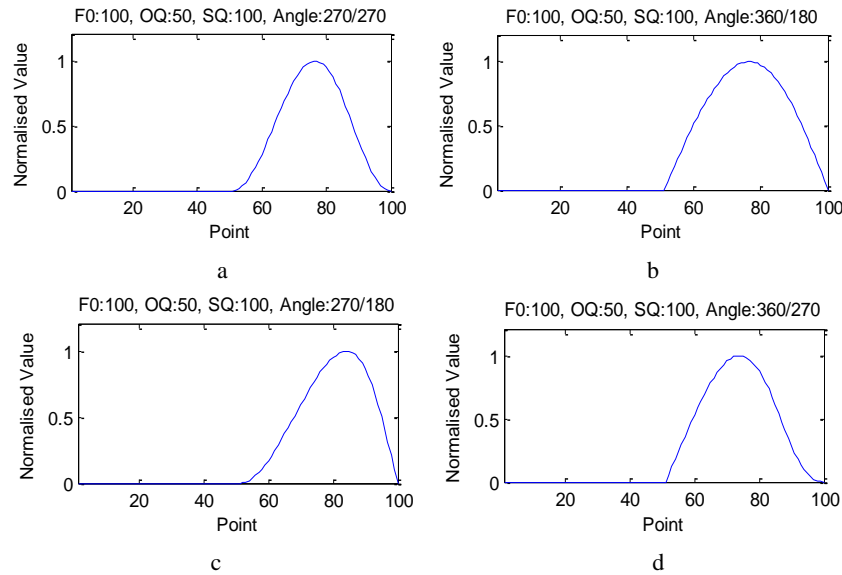 F0:100, OQ:50, SQ:100, Angle:270/270
1
0.5
0
20 40 60 80 100
Normalised Value
Point
a
F0:100, OQ:50, SQ:100, Angle:360/180
1
0.5
0
20 40 60 80 100
Normalised Value
Point
b
F0:100, OQ:50, SQ:100, Angle:270/180
1
0.5
0
20 40 60 80 100
Normalised Value
Point
c
F0:100, OQ:50, SQ:100, Angle:360/270
1
0.5
0
20 40 60 80 100
Normalised Value
Point
d